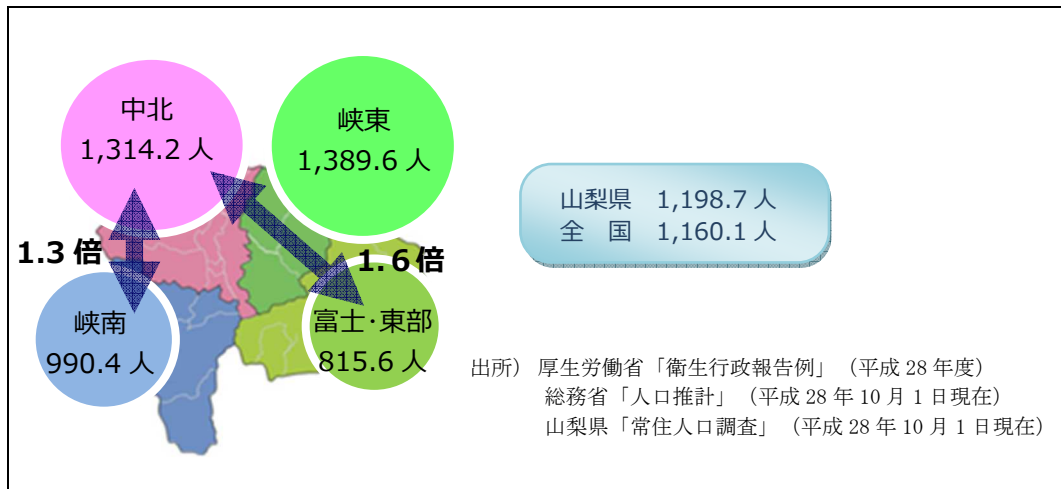 中北
1,314.2 人
峡東
1,389.6 人
山梨県　1,198.7 人
全　国　1,160.1 人
1.3 倍
1.6 倍
峡南
990.4 人
富士・東部
815.6 人
出所） 厚生労働省「衛生行政報告例」（平成 28 年度）
総務省「人口推計」（平成 28 年 10 月 1 日現在）
山梨県「常住人口調査」（平成 28 年 10 月 1 日現在）